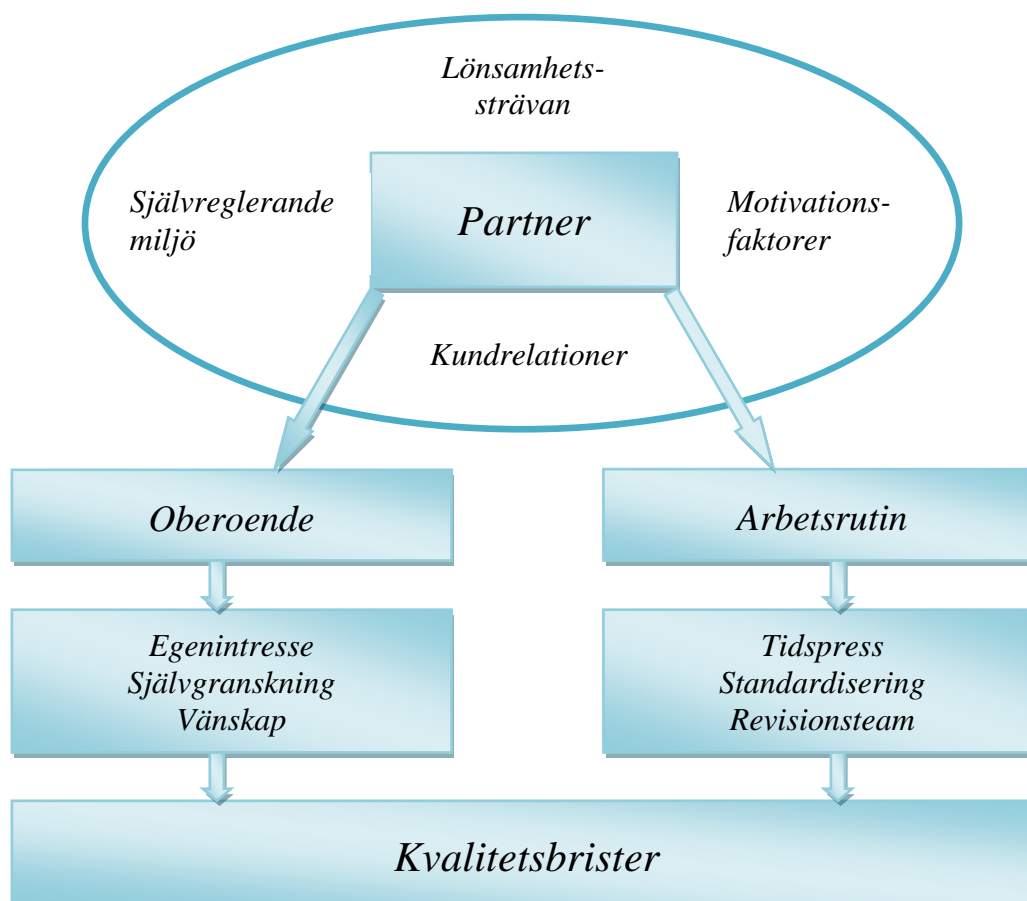 Lönsamhets-
strävan
Självreglerande
miljö
Partner
Motivations-
faktorer
Kundrelationer
Oberoende
Arbetsrutin
Egenintresse
Självgranskning
Vänskap
Tidspress
Standardisering
Revisionsteam
Kvalitetsbrister